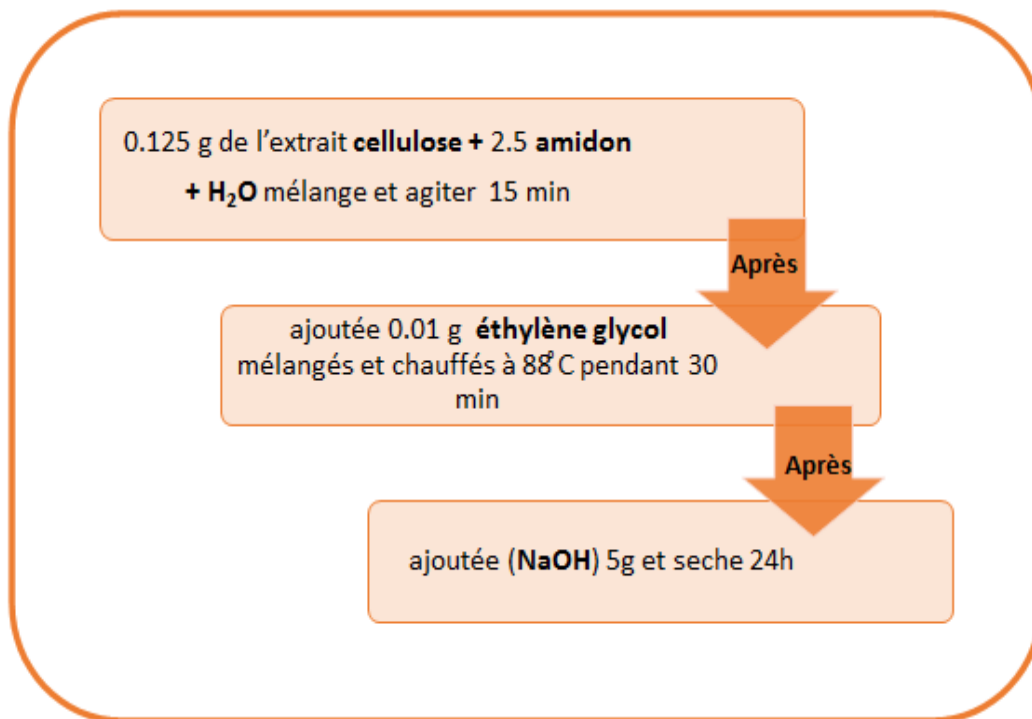 0.125 g de l'extrait cellulose + 2.5 amidon
+ H₂O mélange et agiter 15 min
Après
ajoutée 0.01 g éthylène glycol
mélangés et chauffés à 88°C pendant 30
min
Après
ajoutée (NaOH) 5g et seche 24h